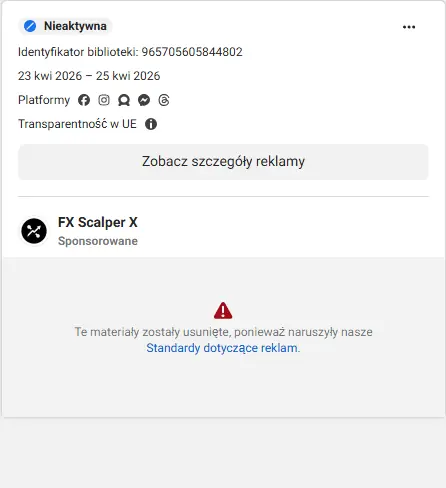 Nieaktywna
Identyfikator biblioteki: 965705605844802
23 kwi 2026 – 25 kwi 2026
Platformy
Transparentność w UE
Zobacz szczegóły reklamy
FX Scalper X
Sponsorowane
Te materiały zostały usunięte, ponieważ naruszyły nasze
Standardy dotyczące reklam.